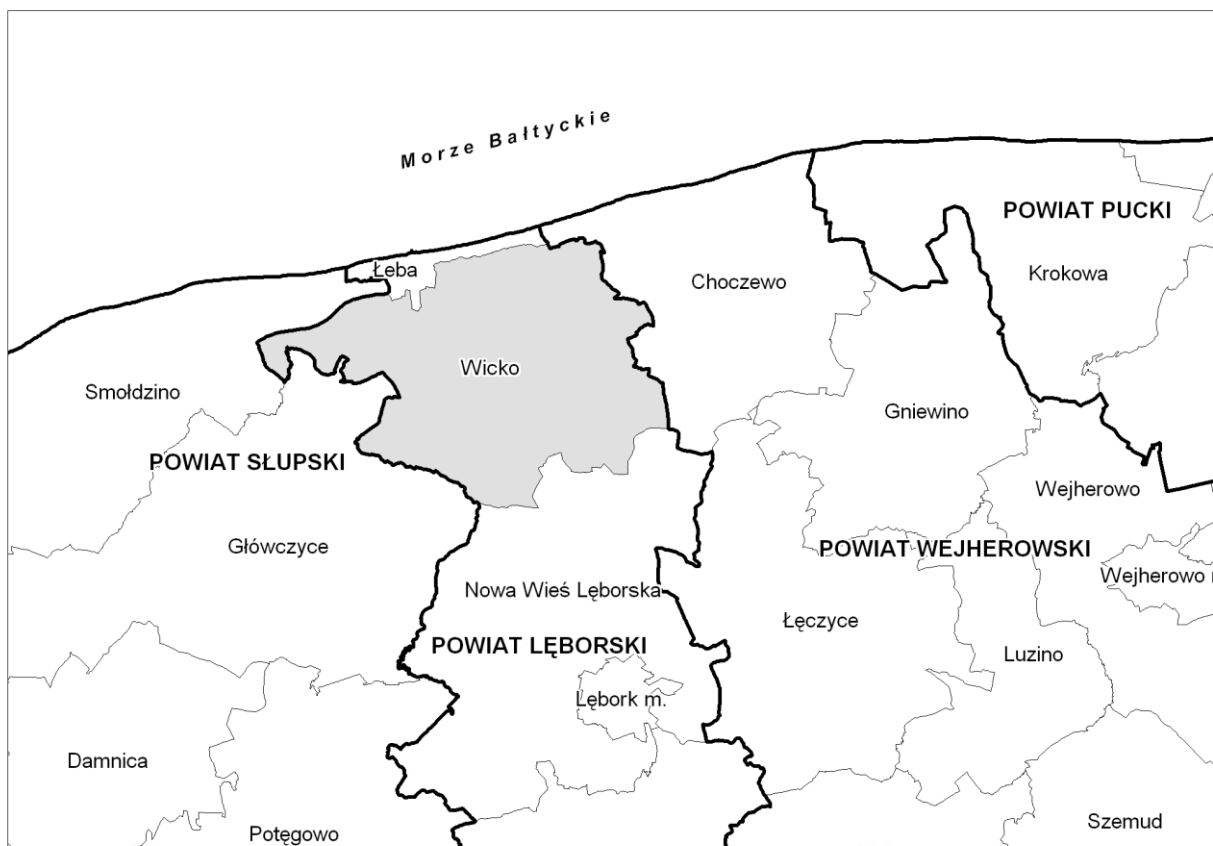 Morze Bałtyckie
POWIAT PUCKI
Łeba
Choczewo
Krokowa
Wicko
Smołdzino
Gniewino
POWIAT SŁUPSKI
Wejherowo
Główczyce
POWIAT WEJHEROWSKI
Wejherowo
Nowa Wieś Lęborska
Łęczyce
POWIAT LĘBORSKI
Luzino
Lębork m.
Damnica
Szemud
Potęgowo